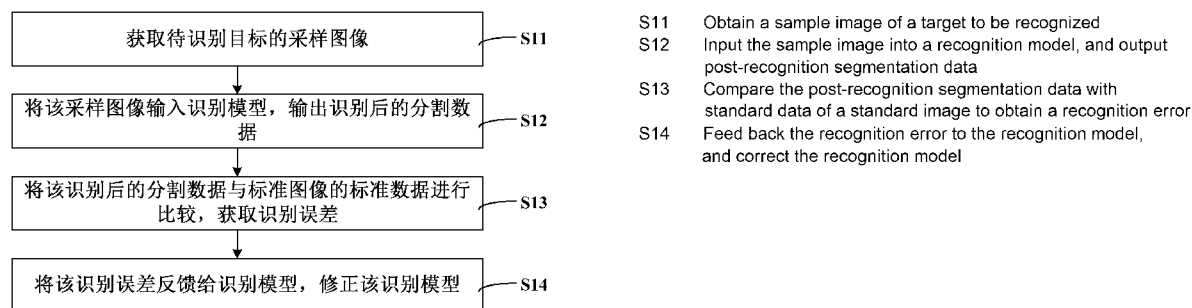 获取待识别目标的采样图像
S11
将该采样图像输入识别模型，输出识别后的分割数
据
S12
将该识别后的分割数据与标准图像的标准数据进行
比较，获取识别误差
S13
将该识别误差反馈给识别模型，修正该识别模型
S14
S11 Obtain a sample image of a target to be recognized
S12 Input the sample image into a recognition model, and output
post-recognition segmentation data
S13 Compare the post-recognition segmentation data with
standard data of a standard image to obtain a recognition error
S14 Feed back the recognition error to the recognition model,
and correct the recognition model